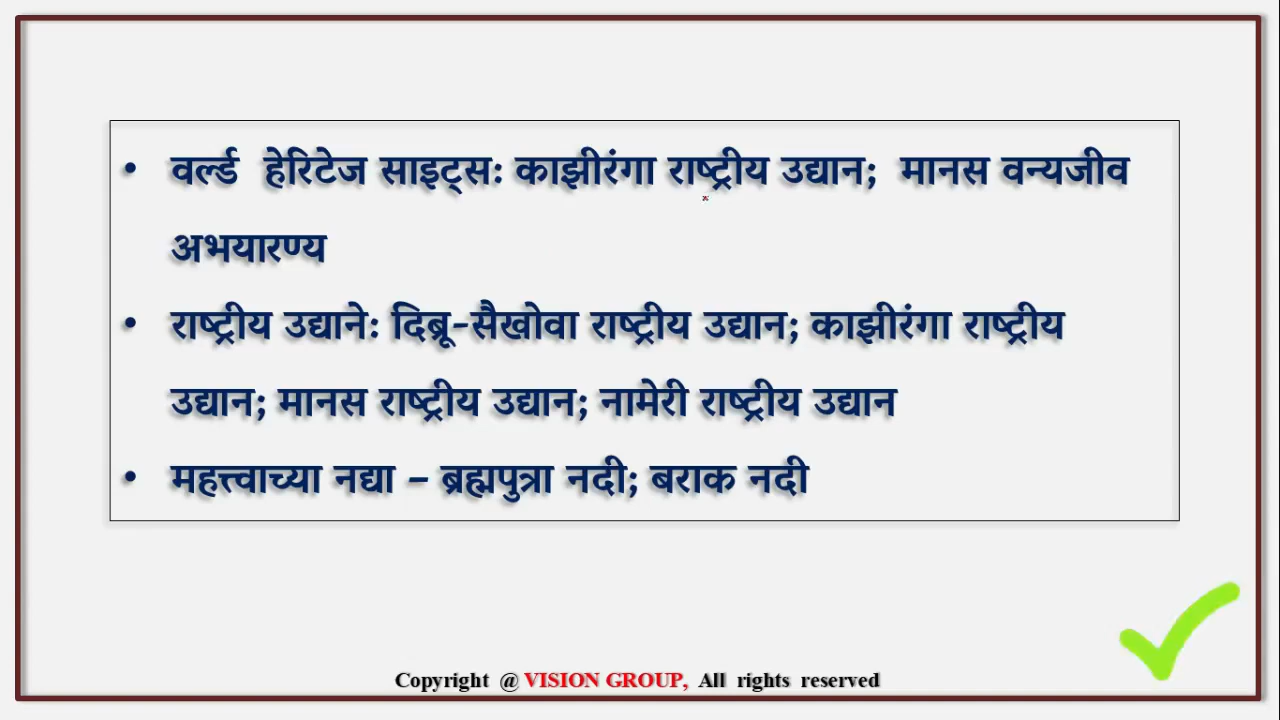 • वर्ल्ड हेरिटेज साइट्स: काझीरंगा राष्ट्रीय उद्यान; मानस वन्यजीव
अभयारण्य
• राष्ट्रीय उद्याने: दिब्रू-सैखोवा राष्ट्रीय उद्यान; काझीरंगा राष्ट्रीय
उद्यान; मानस राष्ट्रीय उद्यान; नामेरी राष्ट्रीय उद्यान
• महत्त्वाच्या नद्या – ब्रह्मपुत्रा नदी; बराक नदी
Copyright @ VISION GROUP, All rights reserved